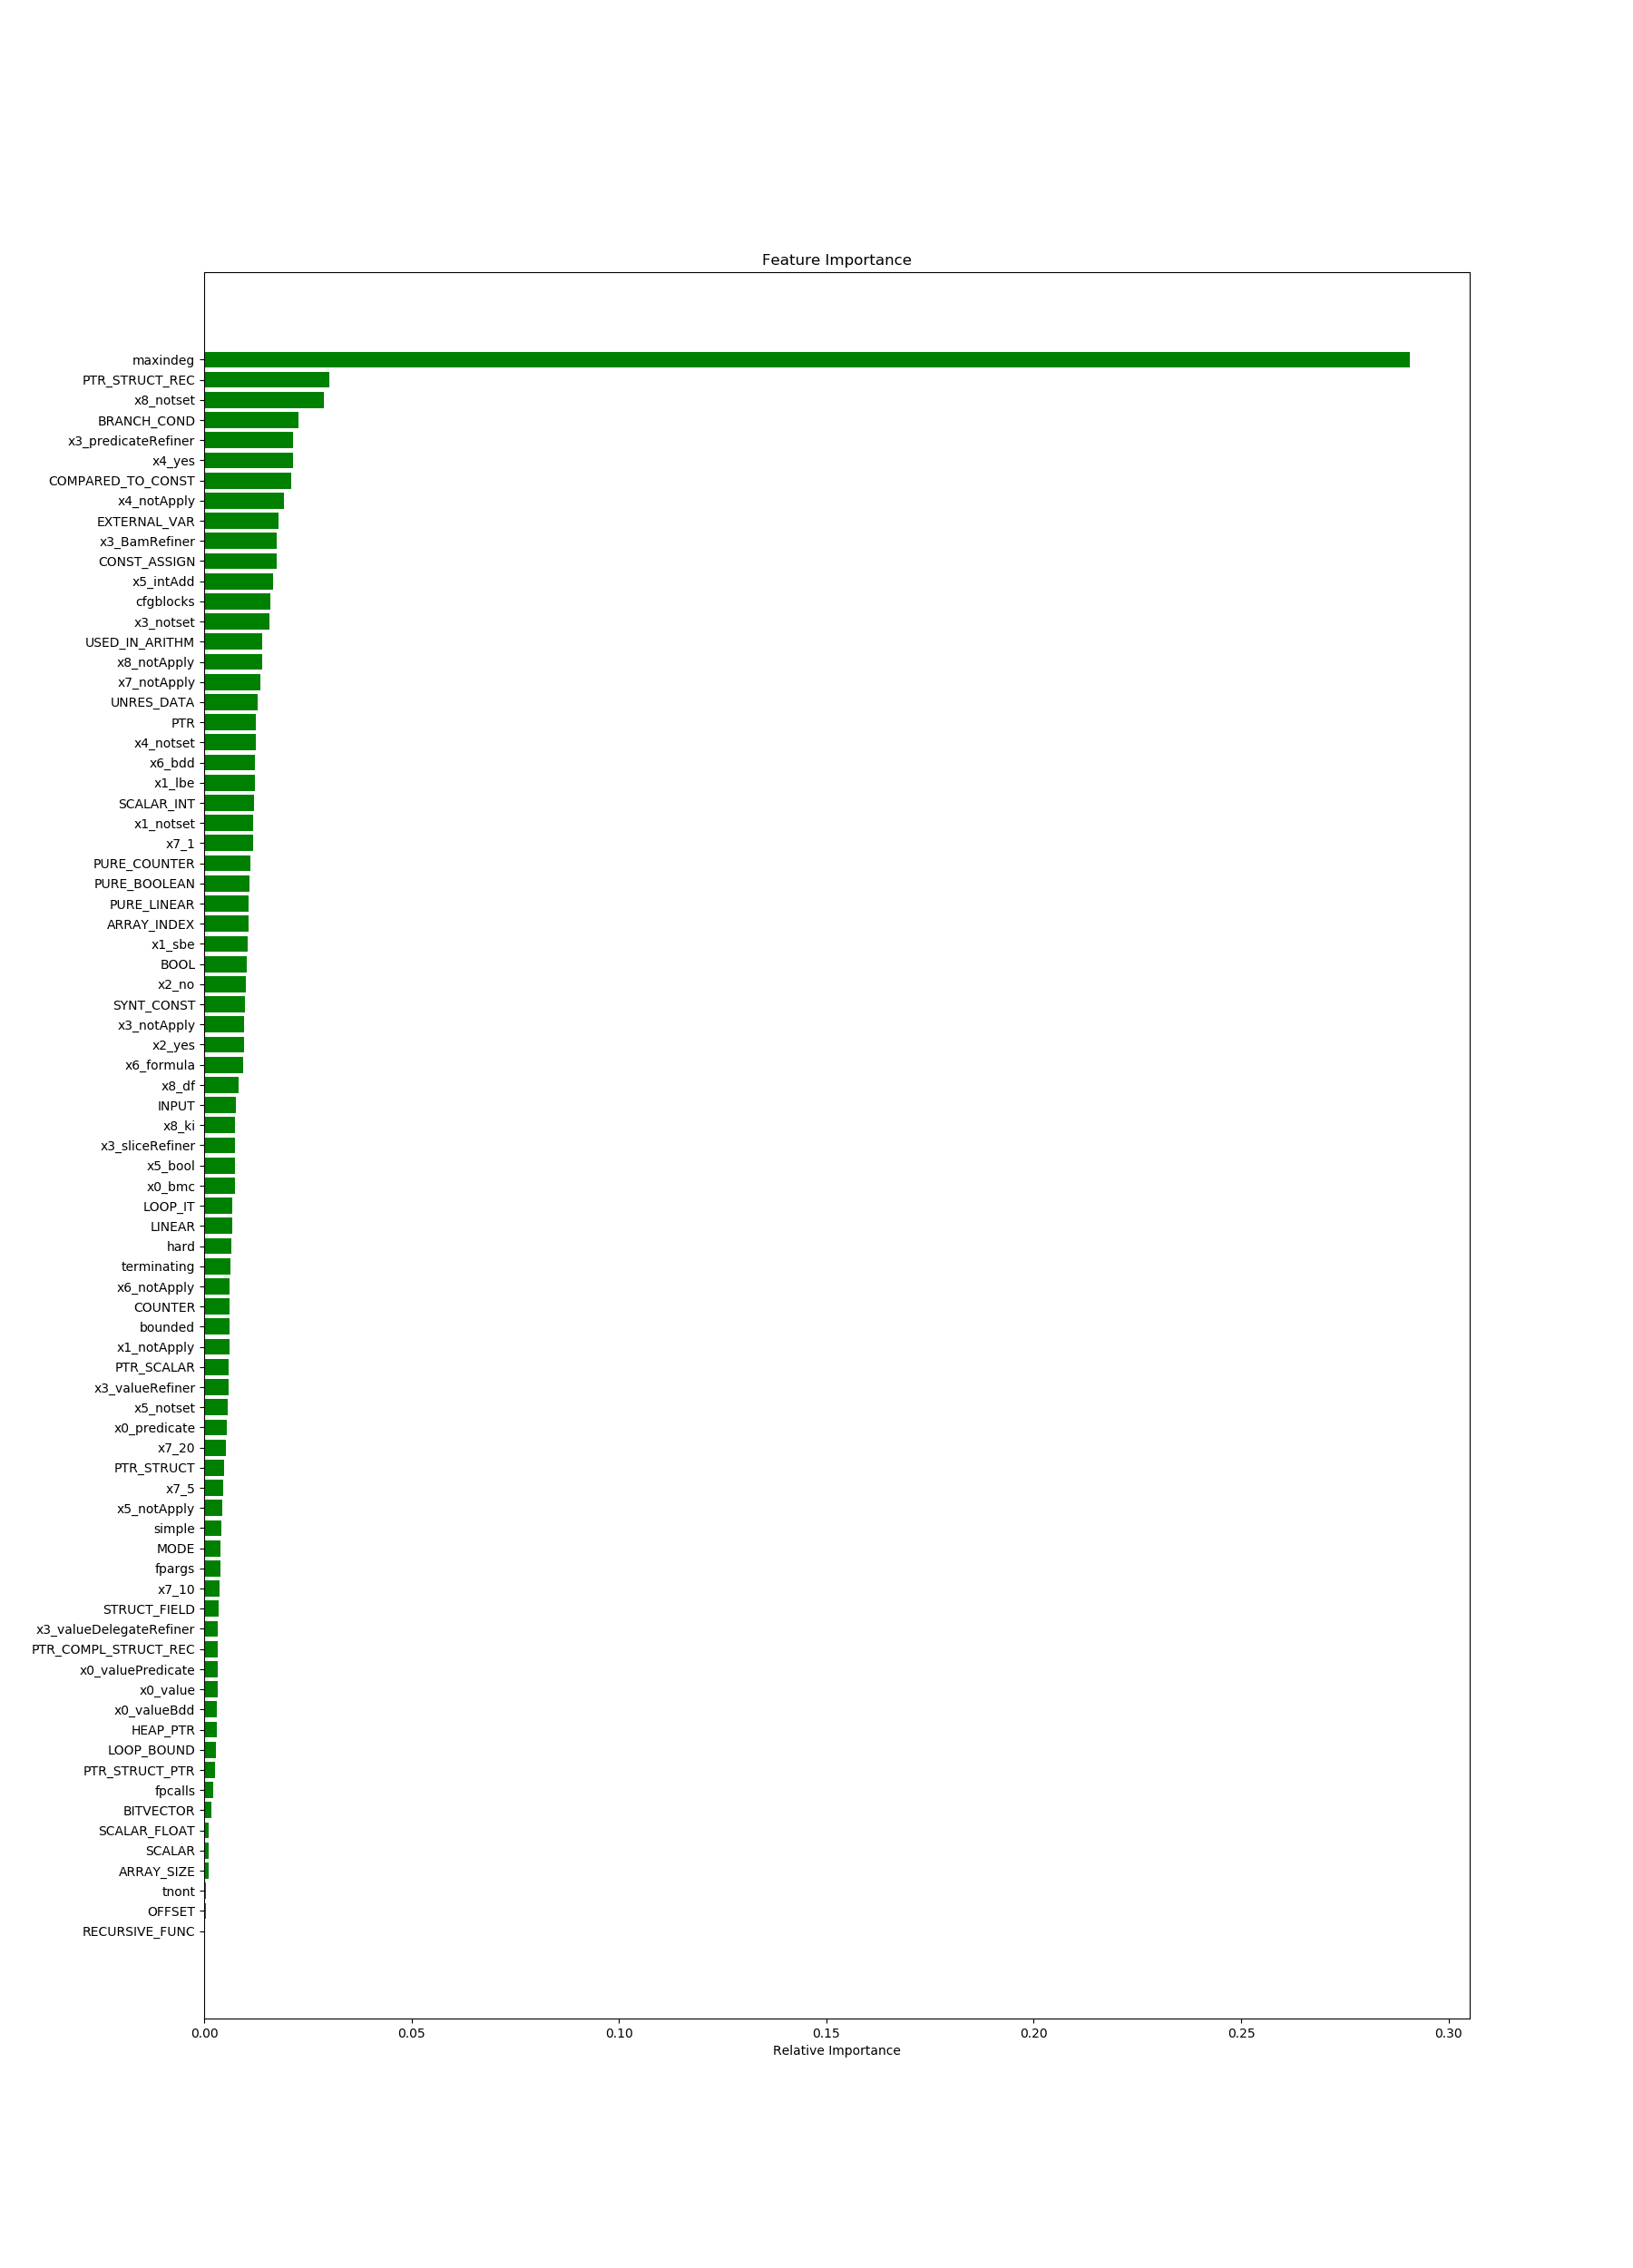 Feature Importance
maxindeg
PTR_STRUCT_REC
x8_notset
BRANCH_COND
x3_predicateRefiner
x4_yes
COMPARED_TO_CONST
x4_notApply
EXTERNAL_VAR
x3_BamRefiner
CONST_ASSIGN
x5_intAdd
cfgblocks
x3_notset
USED_IN_ARITHM
x8_notApply
x7_notApply
UNRES_DATA
PTR
x4_notset
x6_bdd
x1_lbe
SCALAR_INT
x1_notset
x7_1
PURE_COUNTER
PURE_BOOLEAN
PURE_LINEAR
ARRAY_INDEX
x1_sbe
BOOL
x2_no
SYNT_CONST
x3_notApply
x2_yes
x6_formula
x8_df
INPUT
x8_ki
x3_sliceRefiner
x5_bool
x0_bmc
LOOP_IT
LINEAR
hard
terminating
x6_notApply
COUNTER
bounded
x1_notApply
PTR_SCALAR
x3_valueRefiner
x5_notset
x0_predicate
x7_20
PTR_STRUCT
x7_5
x5_notApply
simple
MODE
fpargs
x7_10
STRUCT_FIELD
x3_valueDelegateRefiner
PTR_COMPL_STRUCT_REC
x0_valuePredicate
x0_value
x0_valueBdd
HEAP_PTR
LOOP_BOUND
PTR_STRUCT_PTR
fpcalls
BITVECTOR
SCALAR_FLOAT
SCALAR
ARRAY_SIZE
tnont
OFFSET
RECURSIVE_FUNC
0.00 0.05 0.10 0.15 0.20 0.25 0.30
Relative Importance